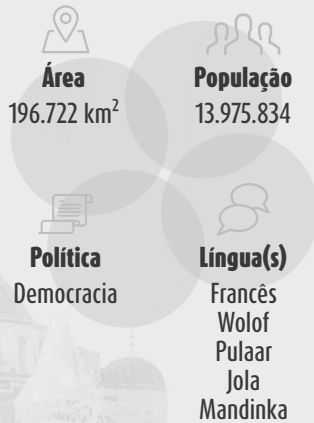 Área
196.722 km²
População
13.975.834
Política
Democracia
Língua(s)
Francês
Wolof
Pulaar
Jola
Mandinka